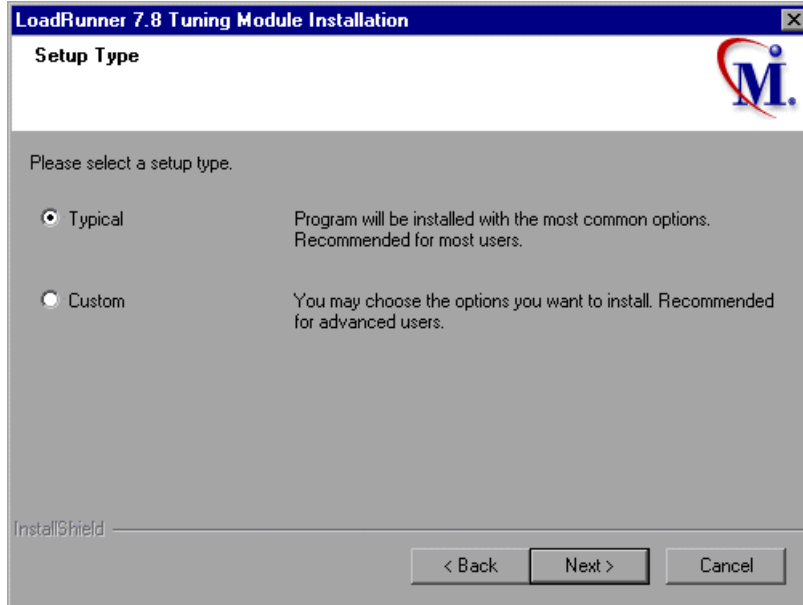 LoadRunner 7.8 Tuning Module Installation
Setup Type
M.
Please select a setup type.
Typical
Program will be installed with the most common options.
Recommended for most users.
Custom
You may choose the options you want to install. Recommended
for advanced users.
InstallShield
< Back
Next >
Cancel